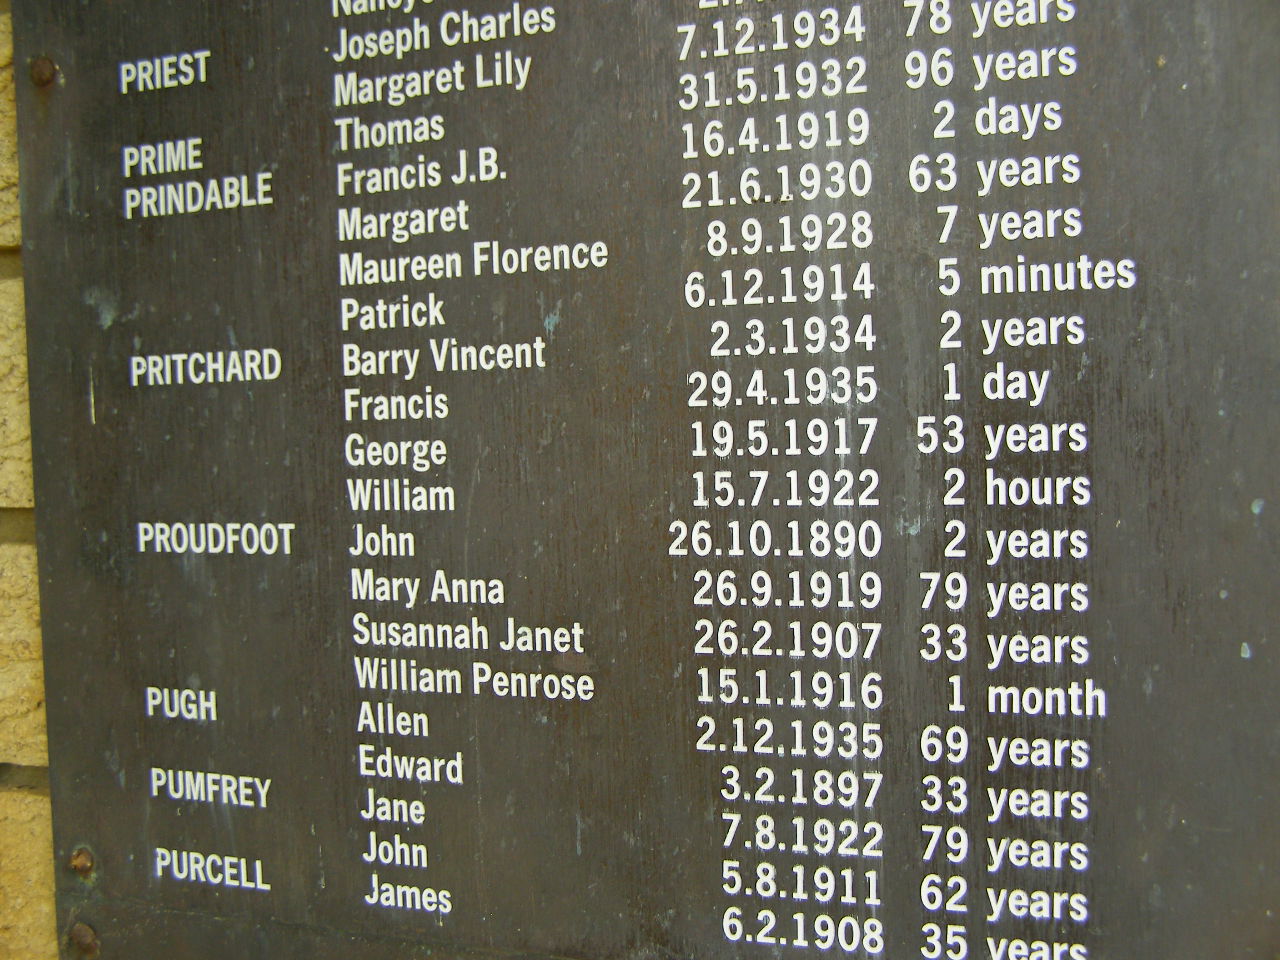 PRIEST Joseph Charles
Margaret Lily 7.12.1934 78 years
PRIME Thomas 31.5.1932 96 years
PRINDABLE Francis J.B. 16.4.1919 2 days
Margaret 21.6.1930 63 years
Maureen Florence 8.9.1928 7 years
Patrick 6.12.1914 5 minutes
PRITCHARD Barry Vincent 2.3.1934 2 years
Francis 29.4.1935 1 day
George 19.5.1917 53 years
William 15.7.1922 2 hours
PROUDFOOT John 26.10.1890 2 years
Mary Anna 26.9.1919 79 years
Susannah Janet 26.2.1907 33 years
William Penrose 15.1.1916 1 month
PUGH Allen 2.12.1935 69 years
Edward 3.2.1897 33 years
PUMFREY Jane 7.8.1922 79 years
John 5.8.1911 62 years
PURCELL James 6.2.1908 35 years